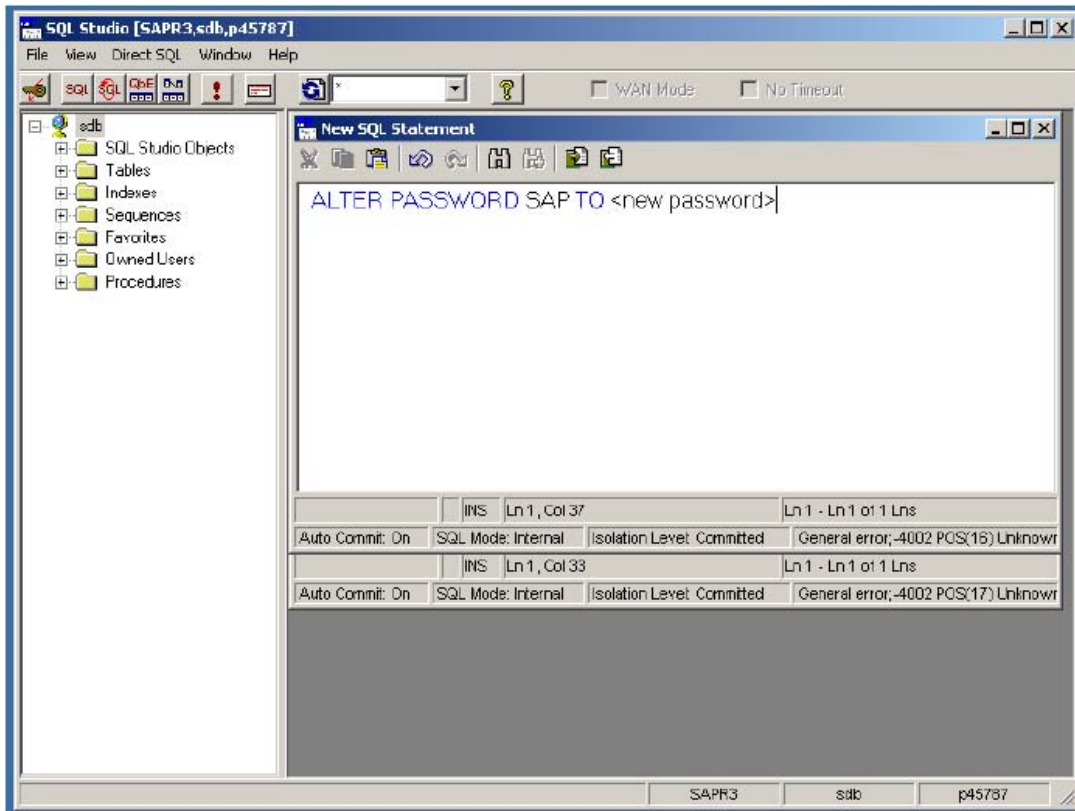 SQL Studio [SAPR3,sdb,p45787]
File View Direct SQL Window Help
SQL SQL QbE * WAN Mode No Timeout
sdb
SQL Studio Objects
Tables
Indexes
Sequences
Favorites
Owned Users
Procedures
New SQL Statement
ALTER PASSWORD SAP TO <new password>
INS Ln 1, Col 37 Ln 1 - Ln 1 of 1 Lns
Auto Commit: On SQL Mode: Internal Isolation Level: Committed General error;-4002 POS(16) Unknown
INS Ln 1, Col 33 Ln 1 - Ln 1 of 1 Lns
Auto Commit: On SQL Mode: Internal Isolation Level: Committed General error;-4002 POS(17) Unknown
SAPR3 sdb p45787